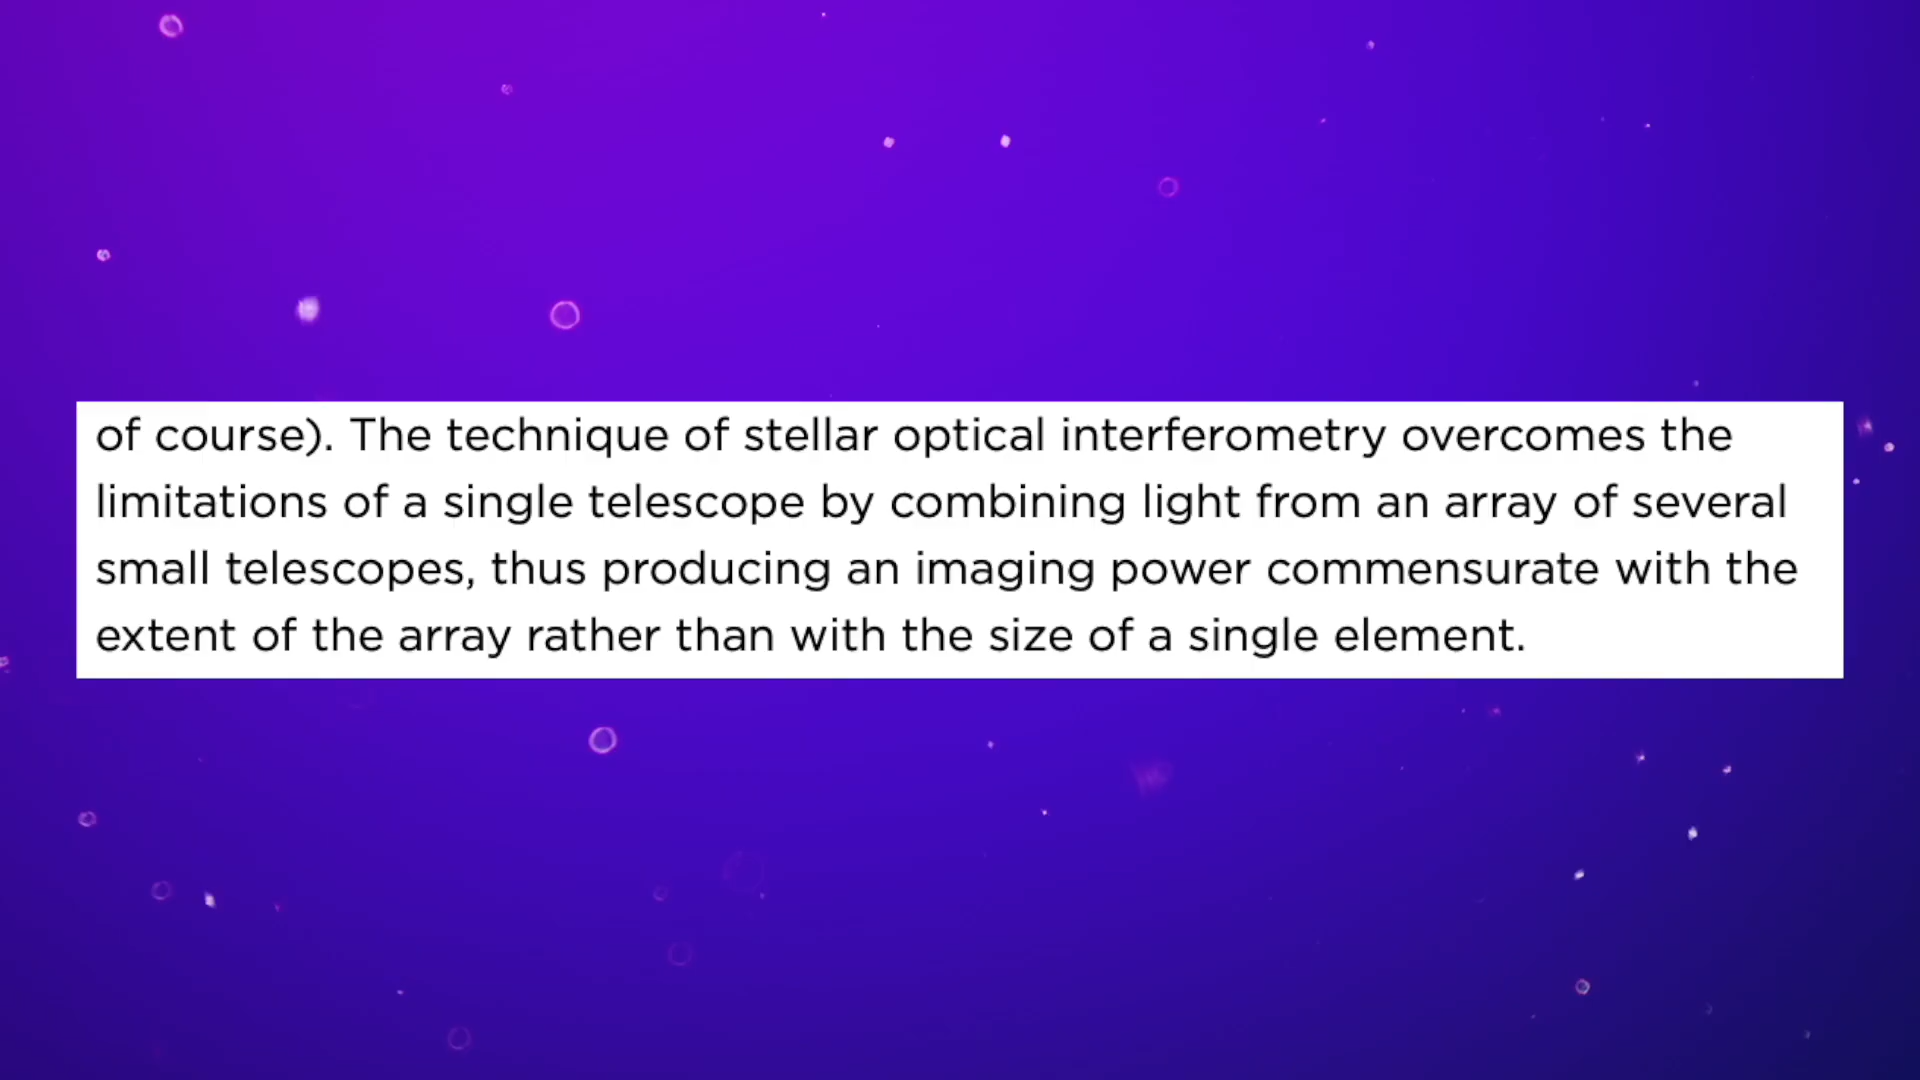 of course). The technique of stellar optical interferometry overcomes the
limitations of a single telescope by combining light from an array of several
small telescopes, thus producing an imaging power commensurate with the
extent of the array rather than with the size of a single element.